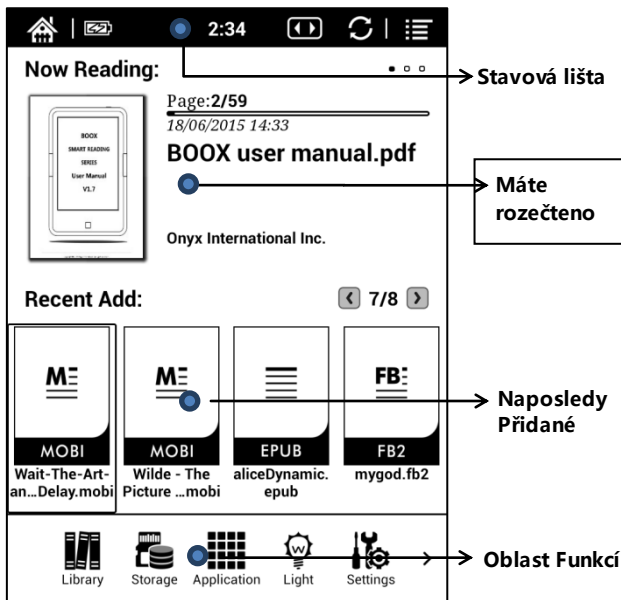 2:34
Now Reading:
Stavová lišta
Page:2/59
18/06/2015 14:33
BOOX user manual.pdf
BOOX
SMART READING
SERIES
User Manual
V1.7
Máte
rozečteno
Onyx International Inc.
Recent Add:
7/8
M
M
FB
MOBI
MOBI
EPUB
FB2
Wait-The-Art-
an...Delay.mobi
Wilde - The
Picture ...mobi
aliceDynamic.
epub
mygod.fb2
Naposledy
Přidané
Library
Storage
Application
Light
Settings
Oblast Funkcí